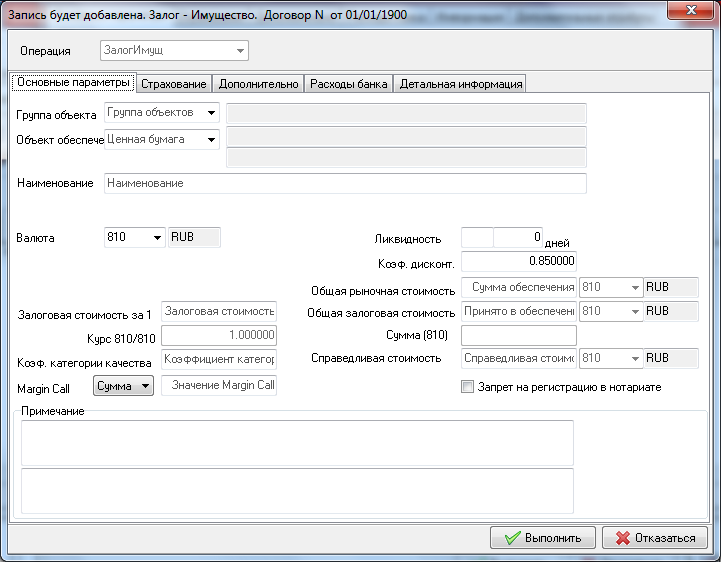 Запись будет добавлена. Залог - Имущество. Договор N от 01/01/1900
Операция ЗалогИмущ
Основные параметры Страхование Дополнительно Расходы банка Детальная информация
Группа объекта Группа объектов
Объект обеспече Ценная бумага
Наименование Наименование
Валюта 810 RUB Ликвидность 0 дней
Коэф. дисконт. 0.850000
Общая рыночная стоимость Сумма обеспечения 810 RUB
Залоговая стоимость за 1 Залоговая стоимость Общая залоговая стоимость Принято в обеспечени 810 RUB
Курс 810/810 1.000000 Сумма (810)
Коэф. категории качества Коэффициент категор Справедливая стоимость Справедливая стоимо 810 RUB
Margin Call Сумма Значение Margin Call Запрет на регистрацию в нотариате
Примечание
Выполнить Отказаться